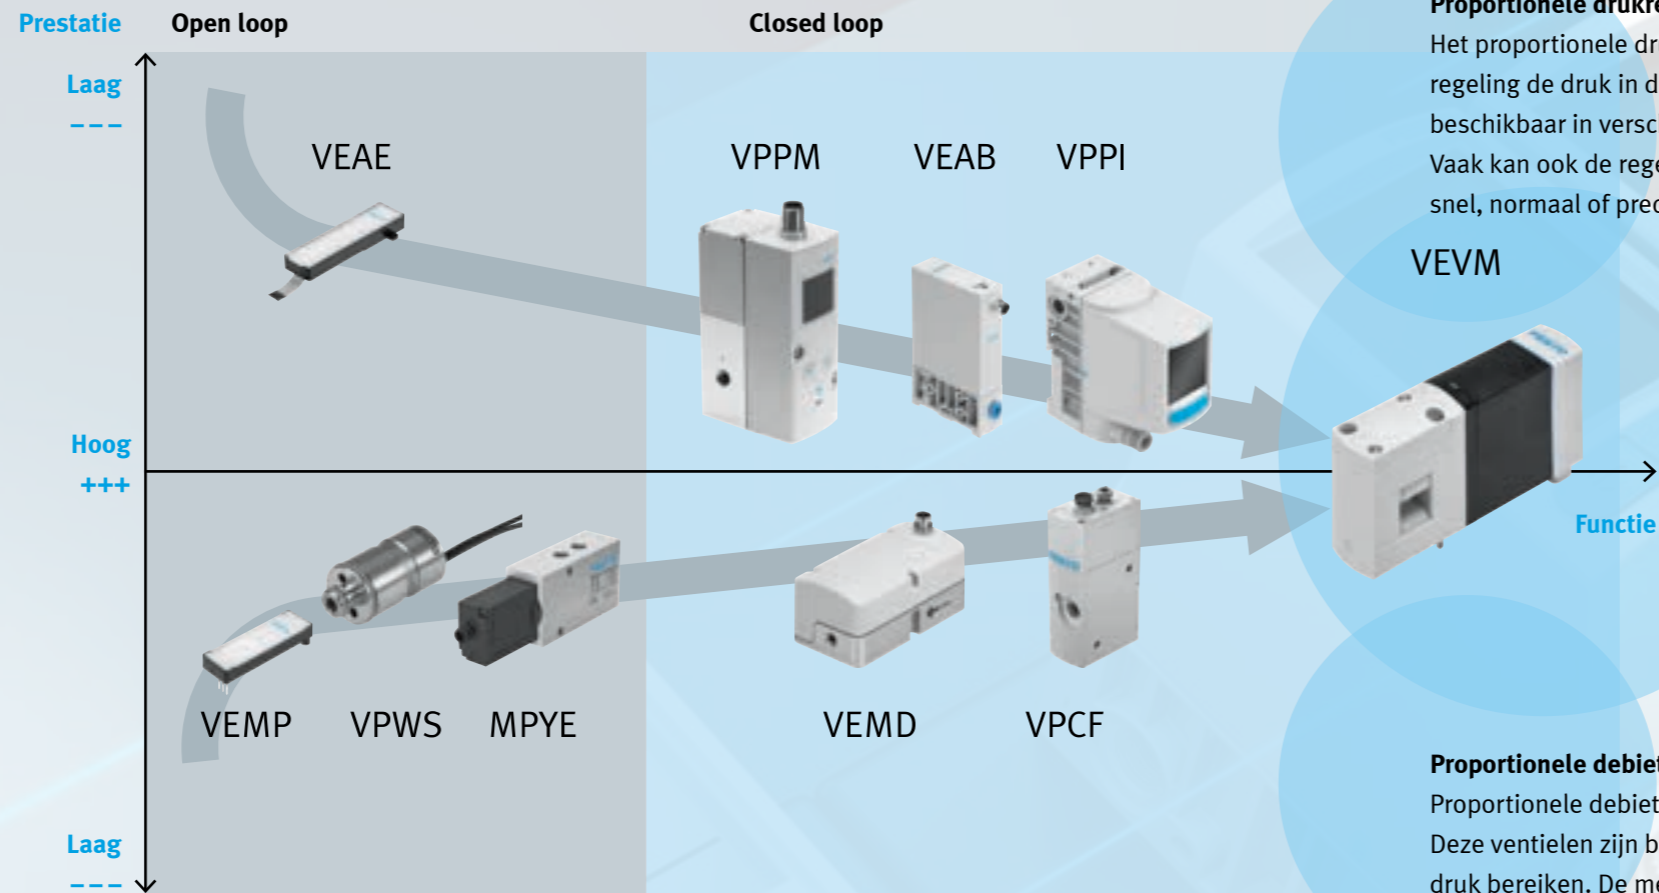 Prestatie Open loop Closed loop
Laag
---
VEAE VPPM VEAB VPPI
Proportionele
Het proportionele
regeling de druk in
beschikbaar in
Vaak kan ook de
snel, normaal of
VEVM
Hoog
+++
Functie
VEMP VPWS MPYE VEMD VPCF
Proportionele
Proportionele
Deze ventielen zijn
druk bereiken. De
Laag
---